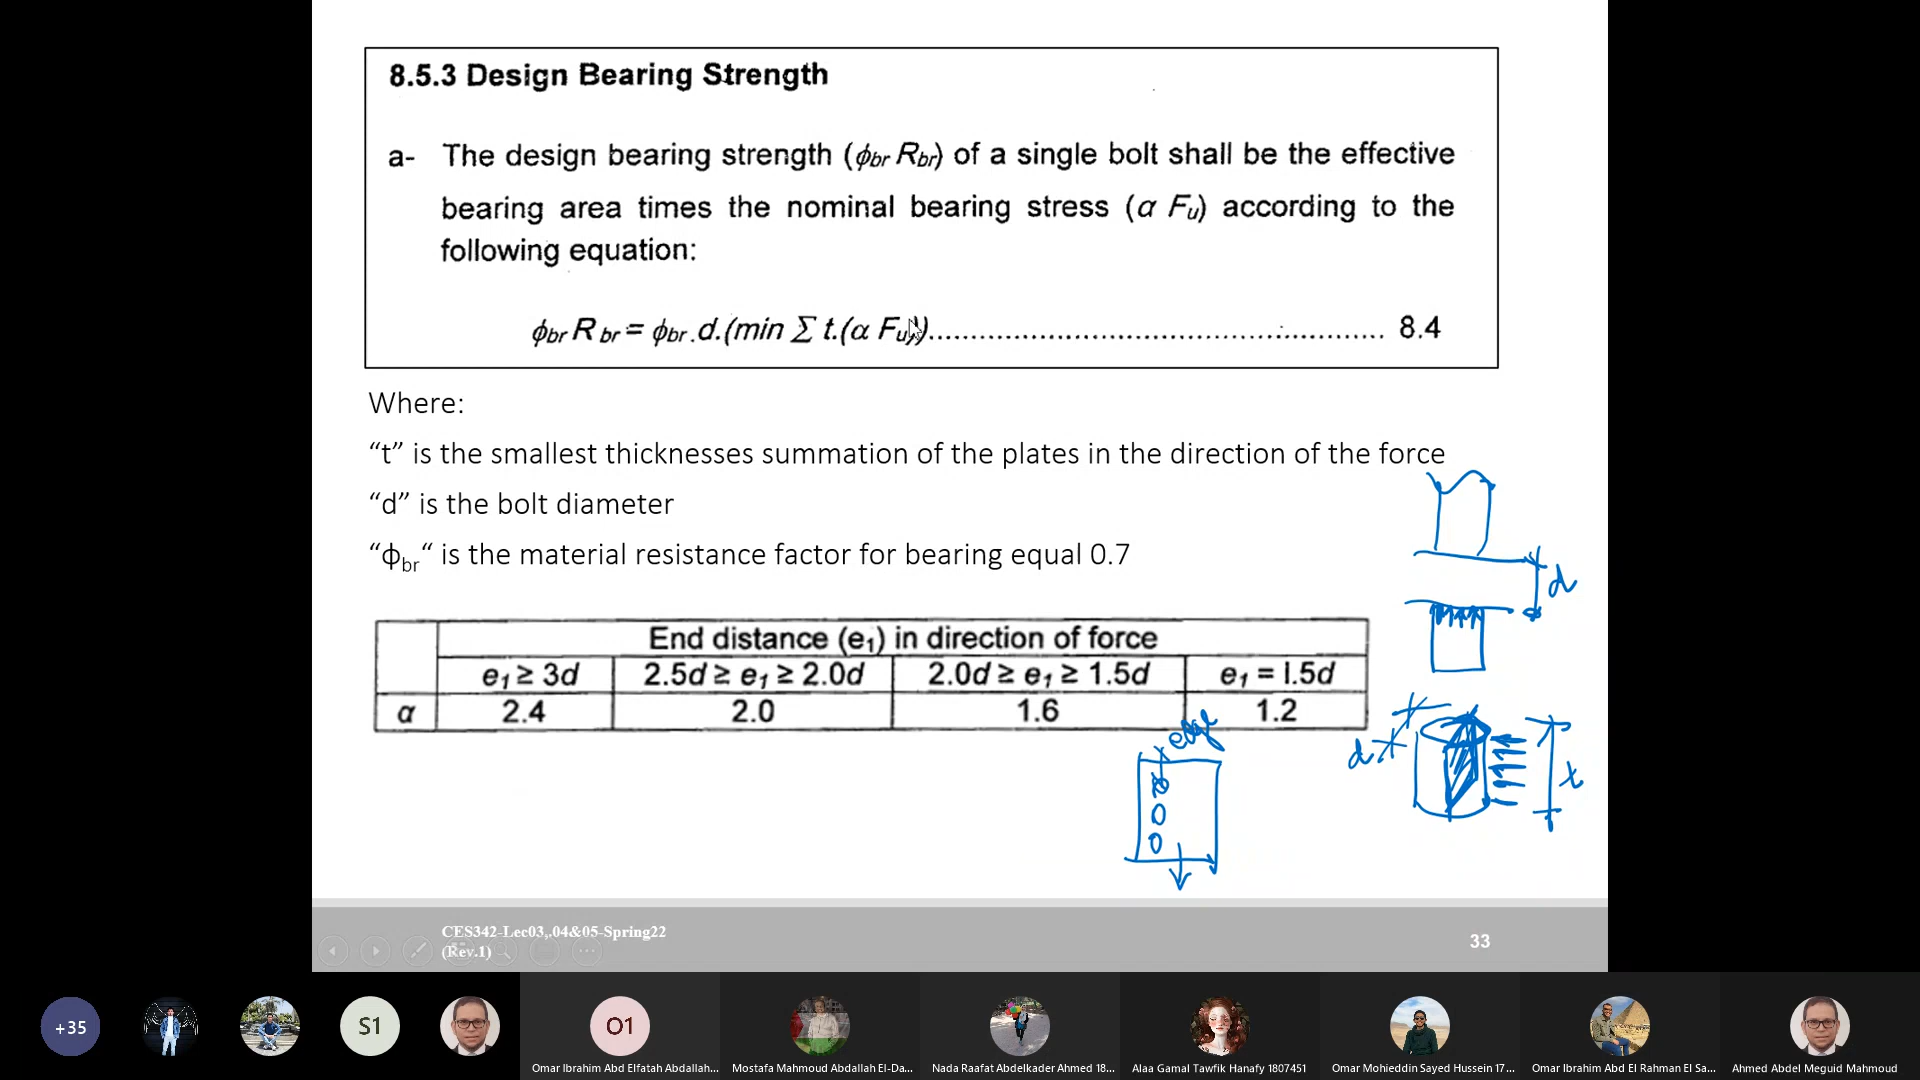 8.5.3 Design Bearing Strength
a- The design bearing strength (ϕbr Rbr) of a single bolt shall be the effective
bearing area times the nominal bearing stress (α Fu) according to the
following equation:
ϕbr R br = ϕbr . d.(min Σ t.(α Fu))........................................................ 8.4
Where:
“t” is the smallest thicknesses summation of the plates in the direction of the force
“d” is the bolt diameter
“ϕbr“ is the material resistance factor for bearing equal 0.7
d
End distance (e1) in direction of force
e1 ≥ 3d 2.5d ≥ e1 ≥ 2.0d 2.0d ≥ e1 ≥ 1.5d e1 = l.5d
α 2.4 2.0 1.6 1.2
edge
d
t
CES342-Lec03,.04&05-Spring22
(Rev.1)
33
+35
S1
O1
Omar Ibrahim Abd Elfatah Abdallah...
Mostafa Mahmoud Abdallah El-Da...
Nada Raafat Abdelkader Ahmed 18...
Alaa Gamal Tawfik Hanafy 1807451
Omar Mohieddin Sayed Hussein 17...
Omar Ibrahim Abd El Rahman El Sa...
Ahmed Abdel Meguid Mahmoud